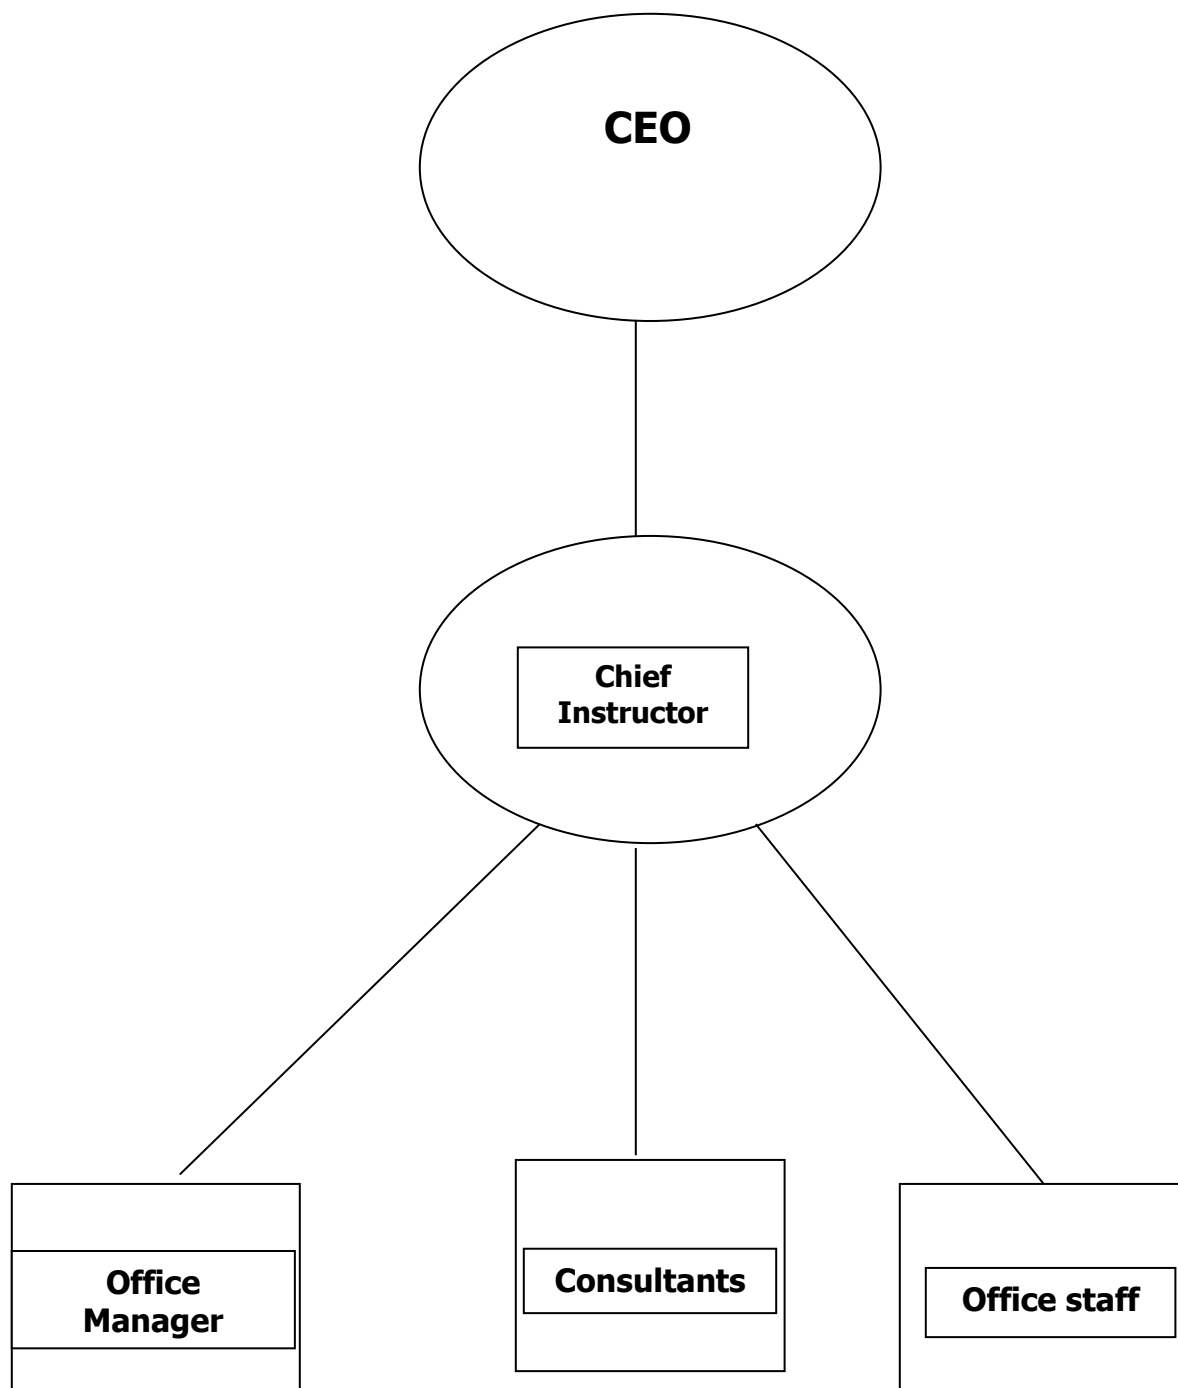 CEO
Chief
Instructor
Office
Manager
Consultants
Office staff